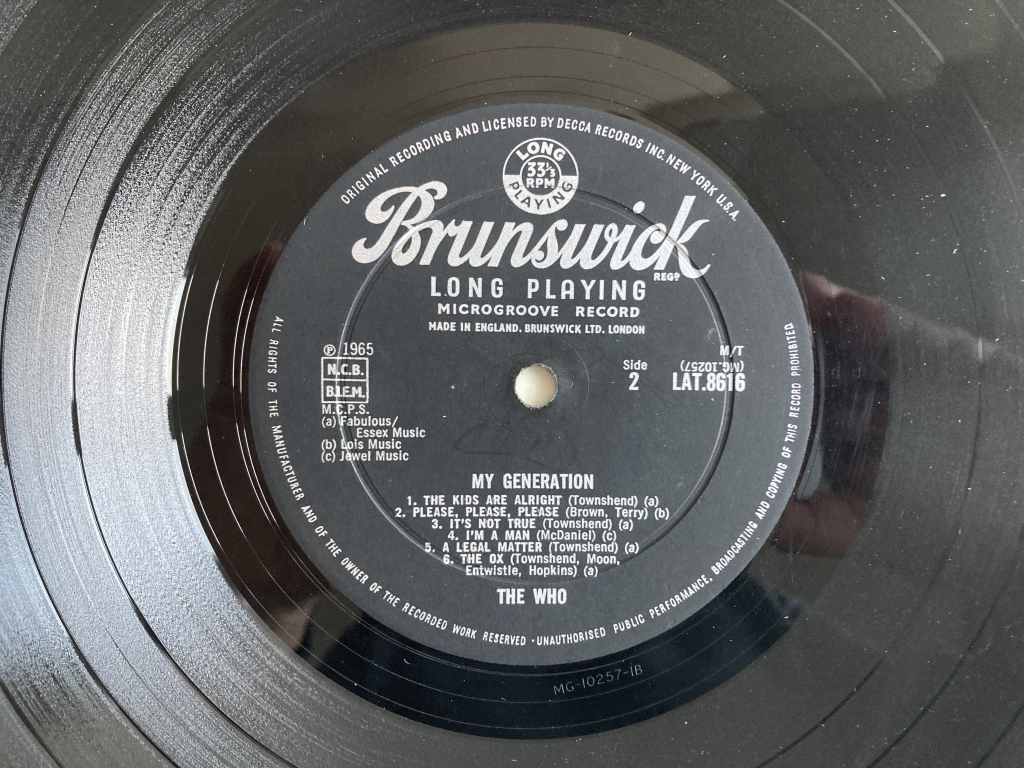 ORIGINAL RECORDING AND LICENSED BY DECCA RECORDS INC. NEW YORK U.S.A.
LONG
33⅓
RPM
PLAYING
Brunswick
REGD
LONG PLAYING
MICROGROOVE RECORD
MADE IN ENGLAND. BRUNSWICK LTD. LONDON
℗ 1965
N.C.B.
B.I.E.M.
M.C.P.S.
(a) Fabulous/
Essex Music
(b) Lois Music
(c) Jewel Music
Side
2
M/T
(MG.10257)
LAT.8616
MY GENERATION
1. THE KIDS ARE ALRIGHT (Townshend) (a)
2. PLEASE, PLEASE, PLEASE (Brown, Terry) (b)
3. IT'S NOT TRUE (Townshend) (a)
4. I'M A MAN (McDaniel) (c)
5. A LEGAL MATTER (Townshend) (a)
6. THE OX (Townshend, Moon,
Entwistle, Hopkins) (a)
THE WHO
ALL RIGHTS OF THE MANUFACTURER AND OF THE OWNER OF THE RECORDED WORK RESERVED · UNAUTHORISED PUBLIC PERFORMANCE, BROADCASTING AND COPYING OF THIS RECORD PROHIBITED
MG-10257-1B